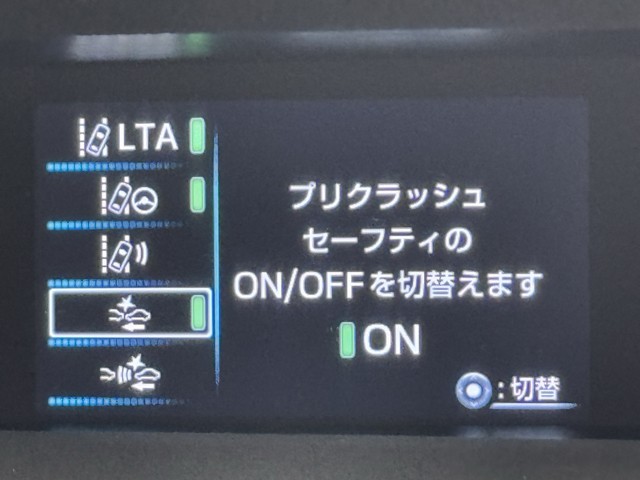 LTA
プリクラッシュ
セーフティの
ON/OFFを切替えます
ON
:切替